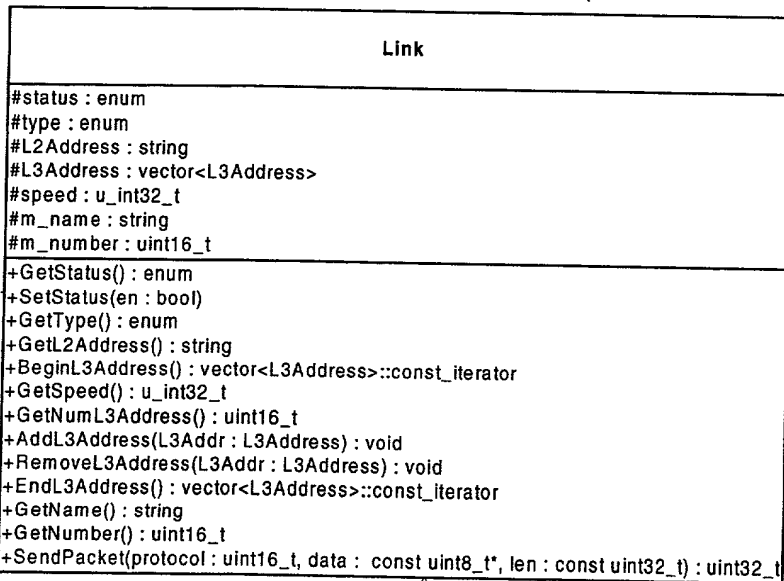 Link
#status : enum
#type : enum
#L2Address : string
#L3Address : vector<L3Address>
#speed : u_int32_t
#m_name : string
#m_number : uint16_t
+GetStatus() : enum
+SetStatus(en : bool)
+GetType() : enum
+GetL2Address() : string
+BeginL3Address() : vector<L3Address>::const_iterator
+GetSpeed() : u_int32_t
+GetNumL3Address() : uint16_t
+AddL3Address(L3Addr : L3Address) : void
+RemoveL3Address(L3Addr : L3Address) : void
+EndL3Address() : vector<L3Address>::const_iterator
+GetName() : string
+GetNumber() : uint16_t
+SendPacket(protocol : uint16_t, data : const uint8_t*, len : const uint32_t) : uint32_t